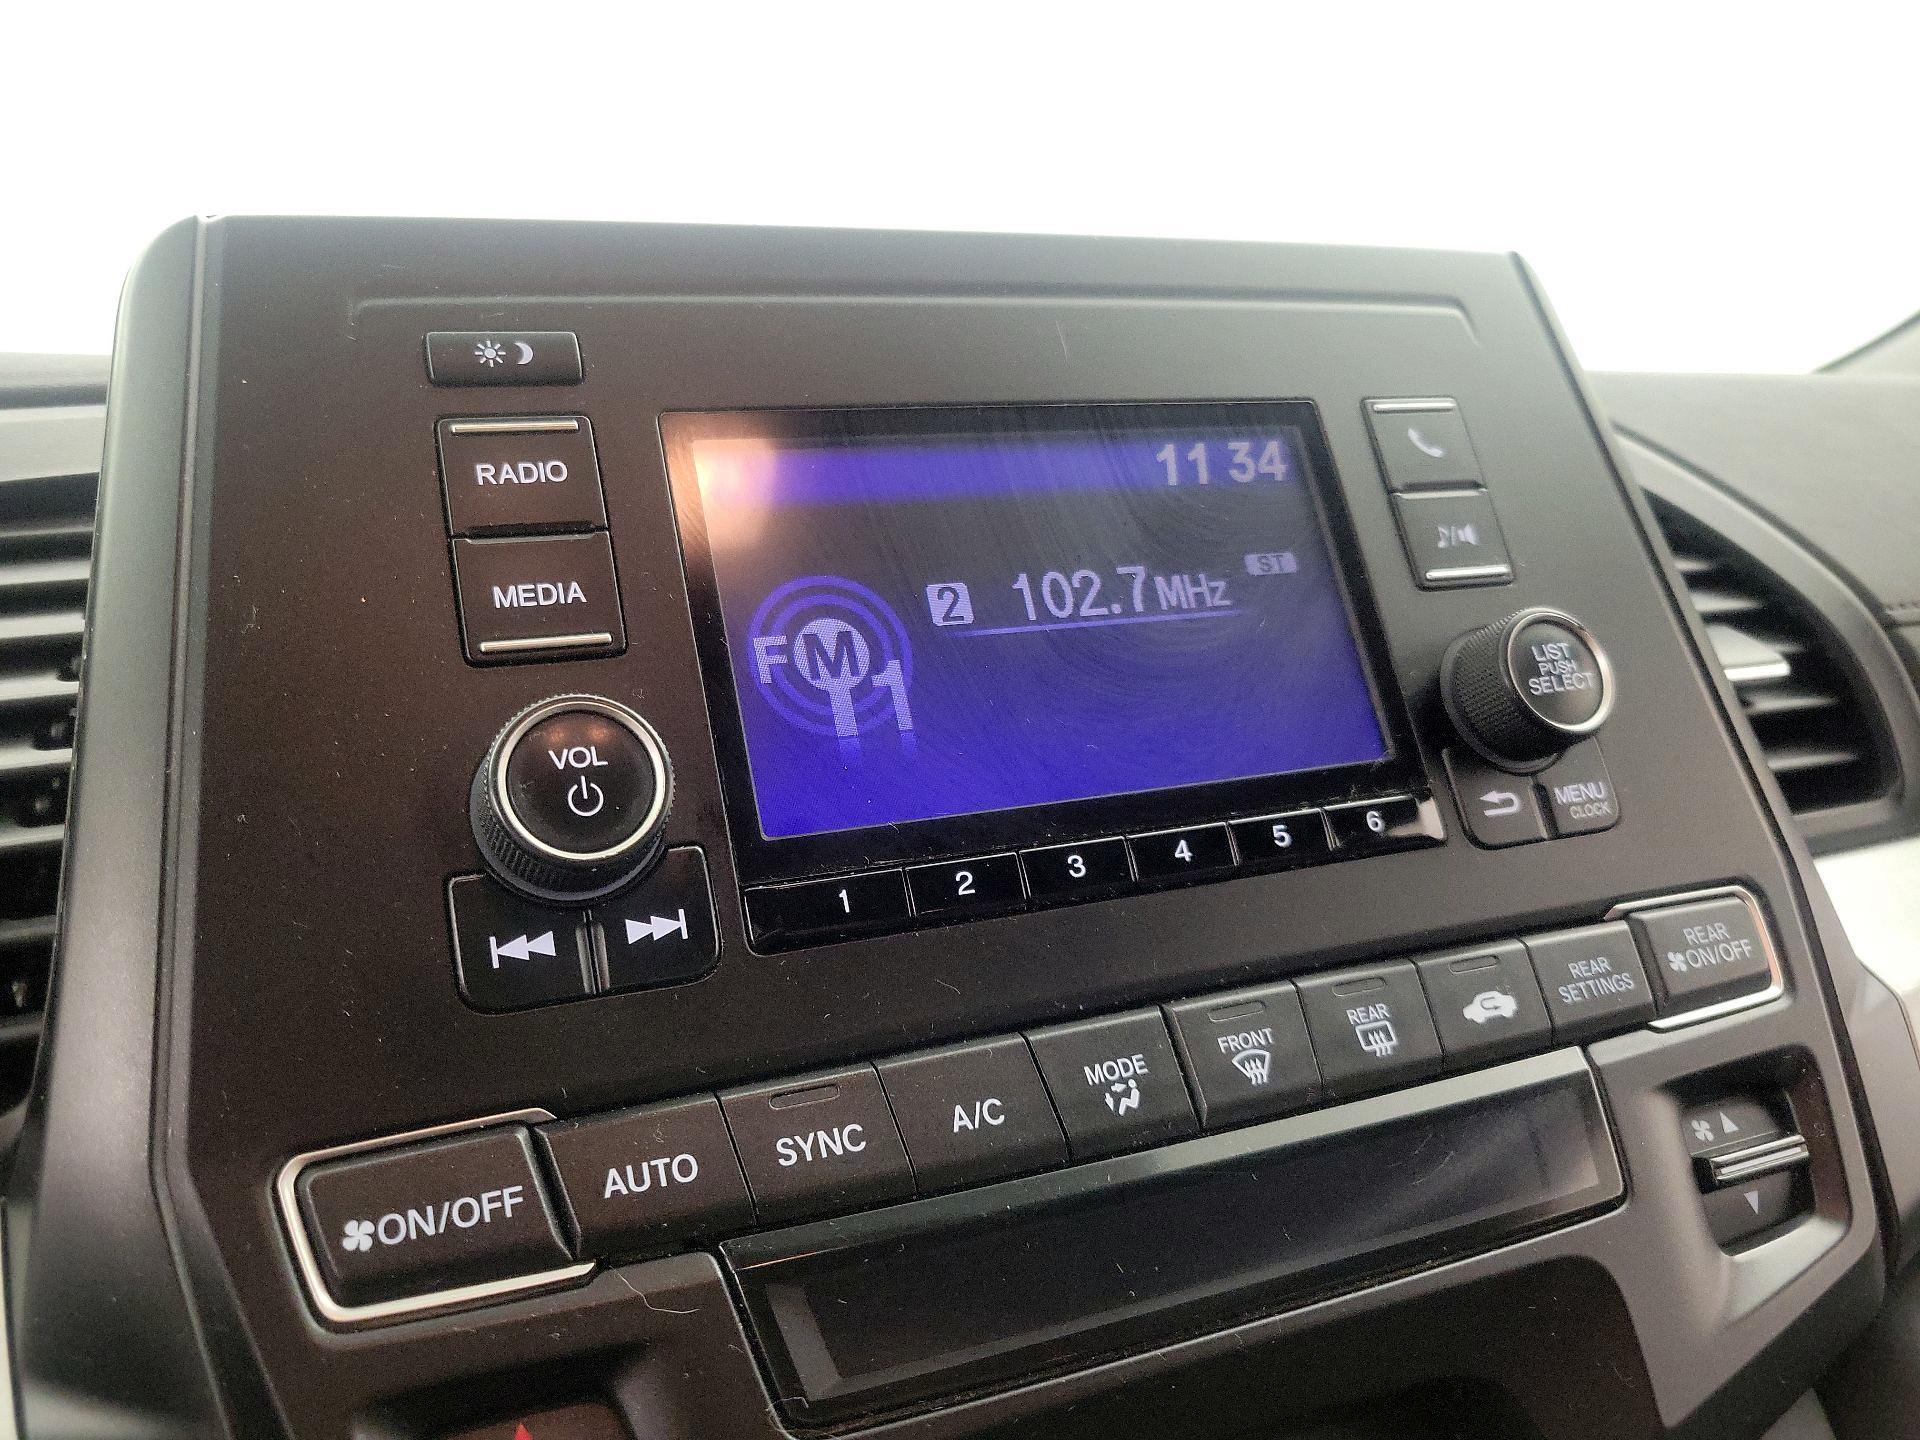 RADIO
MEDIA
VOL
11 34
2 102.7MHz ST
FM
1
LIST
PUSH
SELECT
MENU
CLOCK
1 2 3 4 5 6
ON/OFF
AUTO
SYNC
A/C
MODE
FRONT
REAR
REAR
SETTINGS
REAR
ON/OFF